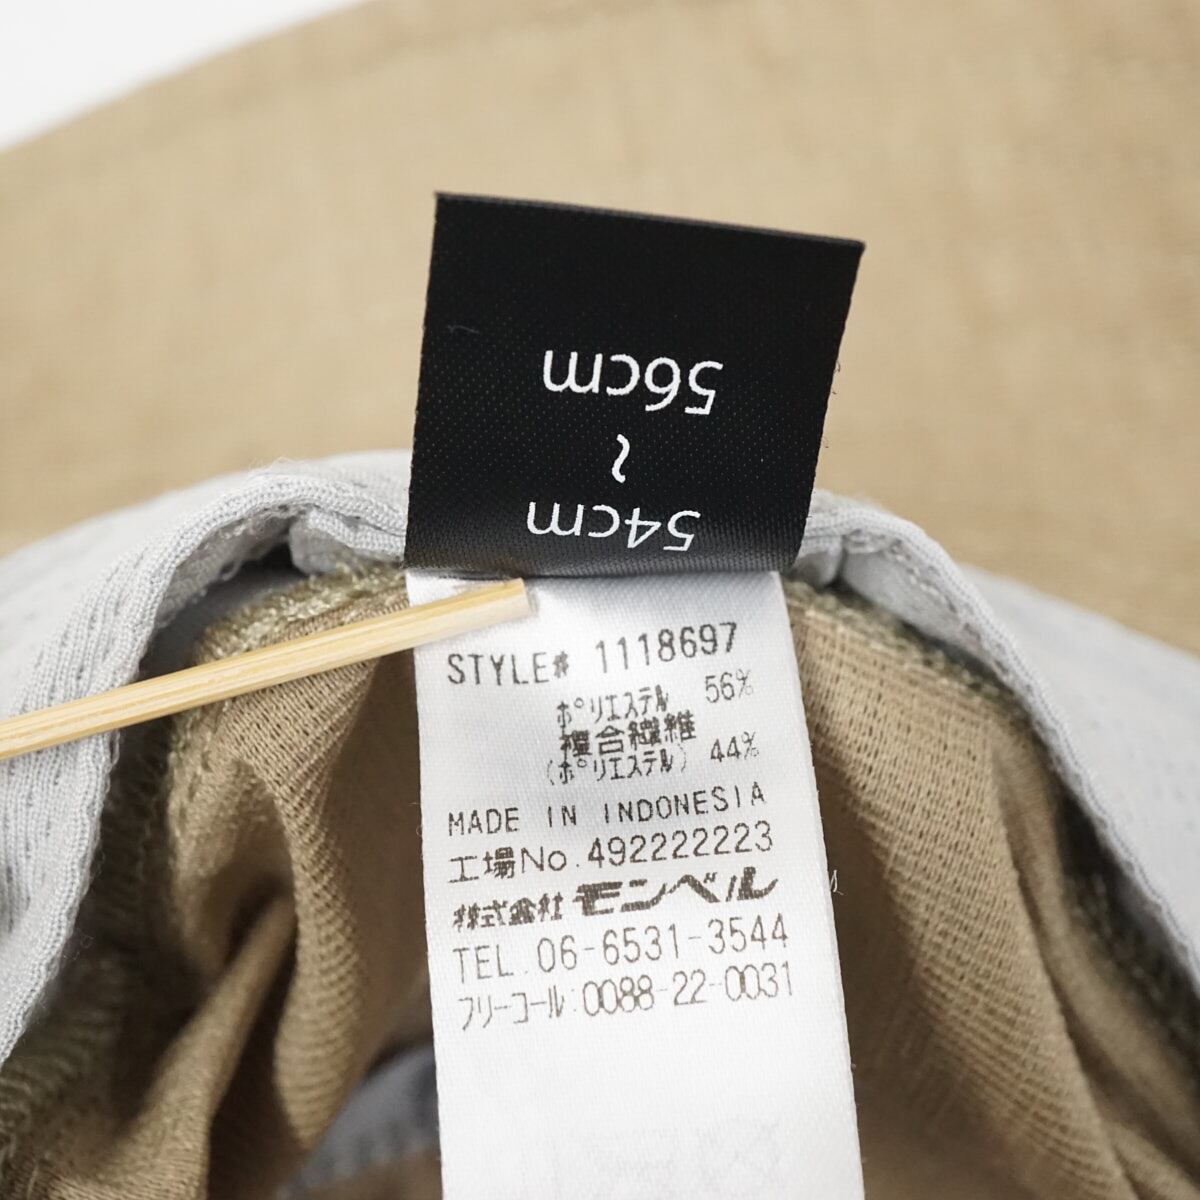 54cm
~
56cm
STYLE# 1118697
ポリエステル 56%
複合繊維
(ポリエステル) 44%
MADE IN INDONESIA
工場No.492222223
株式会社モンベル
TEL.06-6531-3544
フリーコール:0088-22-0031